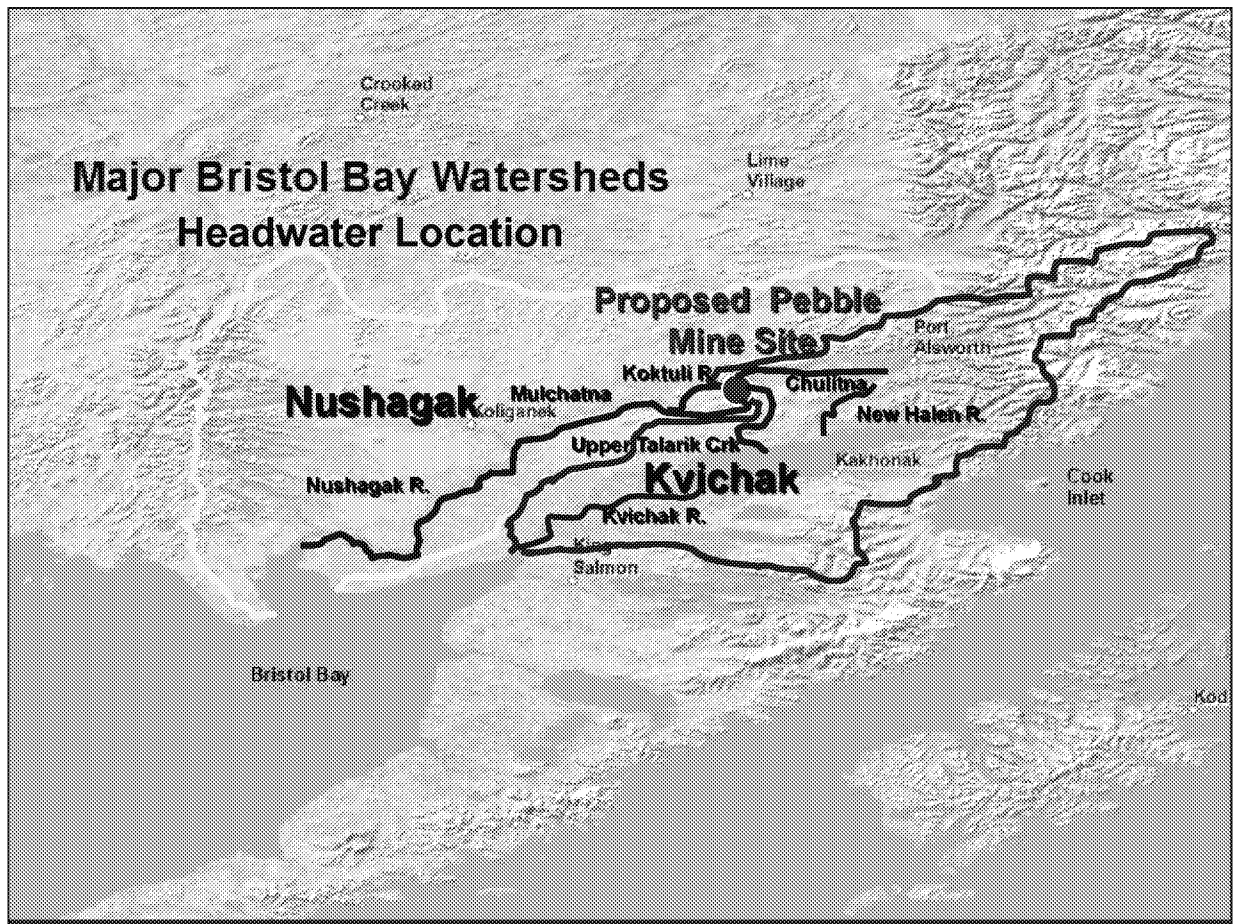 Crooked
Creek
Lime
Village
Major Bristol Bay Watersheds
Headwater Location
Proposed Pebble
Mine Site
Port
Alsworth
Koktuli R.
Chulitna
Mulchatna
Nushagak
Koliganek
New Halen R.
Upper Talarik Crk
Kakhonak
Kvichak
Cook
Inlet
Nushagak R.
Kvichak R.
King
Salmon
Bristol Bay
Kod